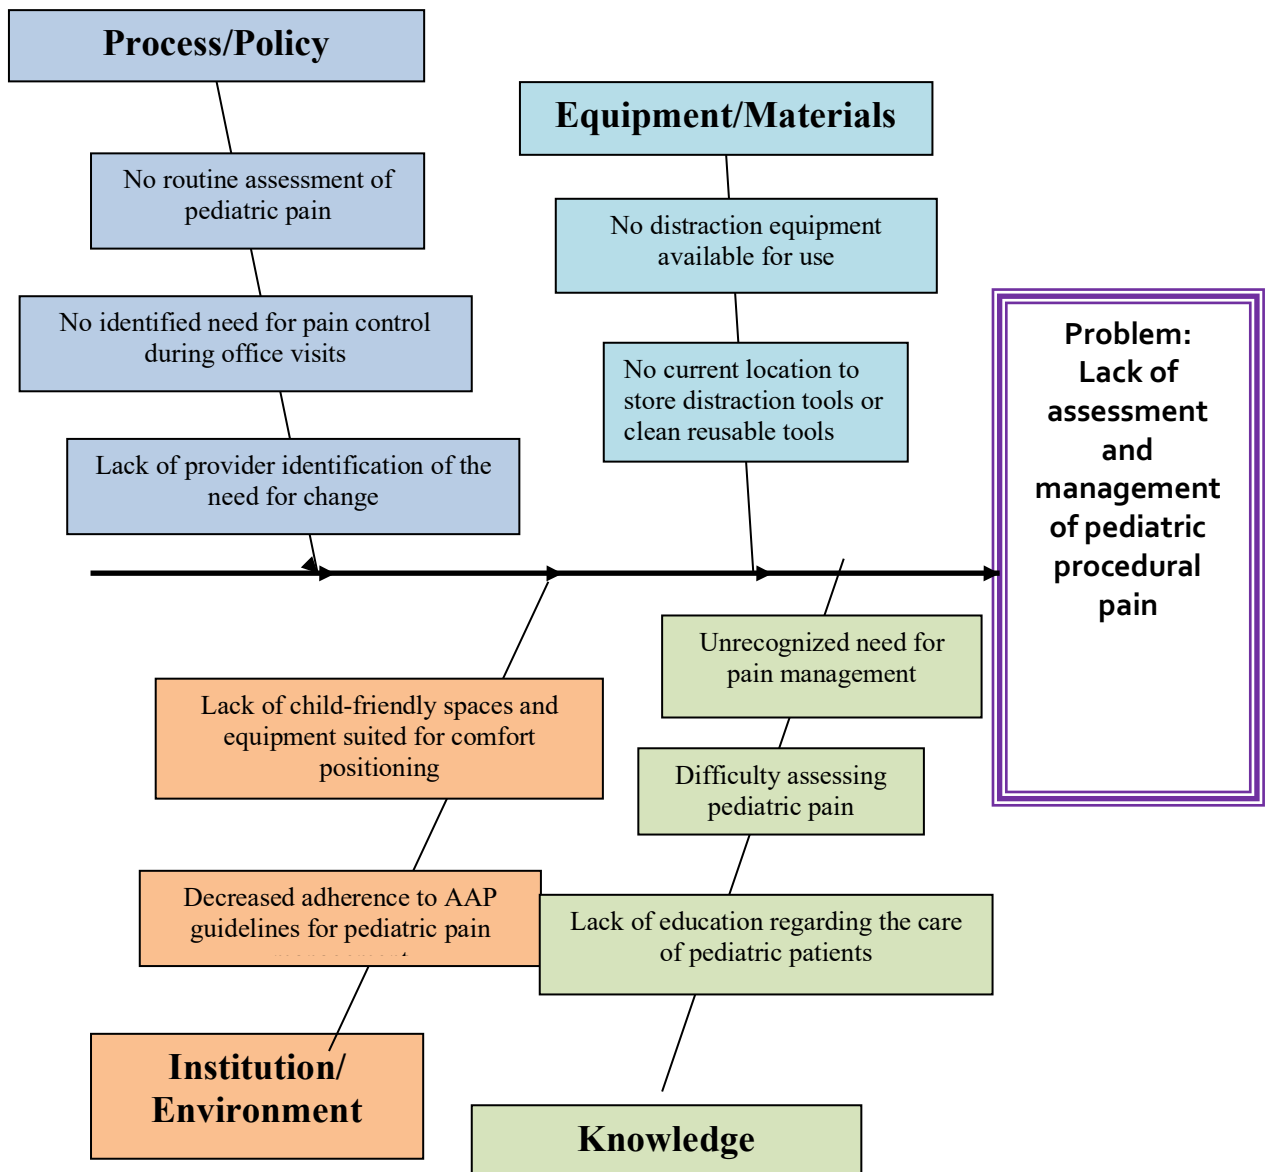 Process/Policy
No routine assessment of
pediatric pain
No identified need for pain control
during office visits
Lack of provider identification of the
need for change
Equipment/Materials
No distraction equipment
available for use
No current location to
store distraction tools or
clean reusable tools
Problem:
Lack of
assessment
and
management
of pediatric
procedural
pain
Lack of child-friendly spaces and
equipment suited for comfort
positioning
Decreased adherence to AAP
guidelines for pediatric pain
Institution/
Environment
Unrecognized need for
pain management
Difficulty assessing
pediatric pain
Lack of education regarding the care
of pediatric patients
Knowledge